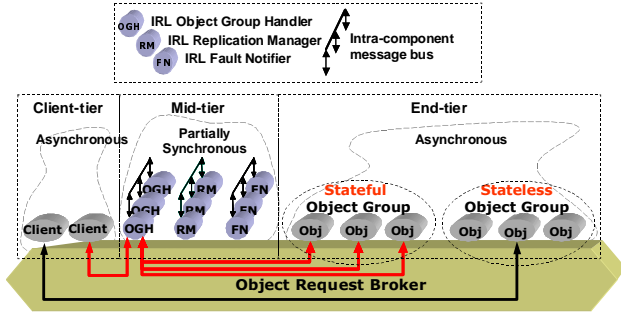 OGH IRL Object Group Handler
RM IRL Replication Manager
FN IRL Fault Notifier
Intra-component
message bus
Client-tier
Mid-tier
End-tier
Asynchronous
Partially
Synchronous
Asynchronous
OGH RM FN
OGH RM FN
OGH RM FN
Stateful
Object Group
Stateless
Object Group
Client Client
Obj Obj Obj
Obj Obj Obj
Object Request Broker